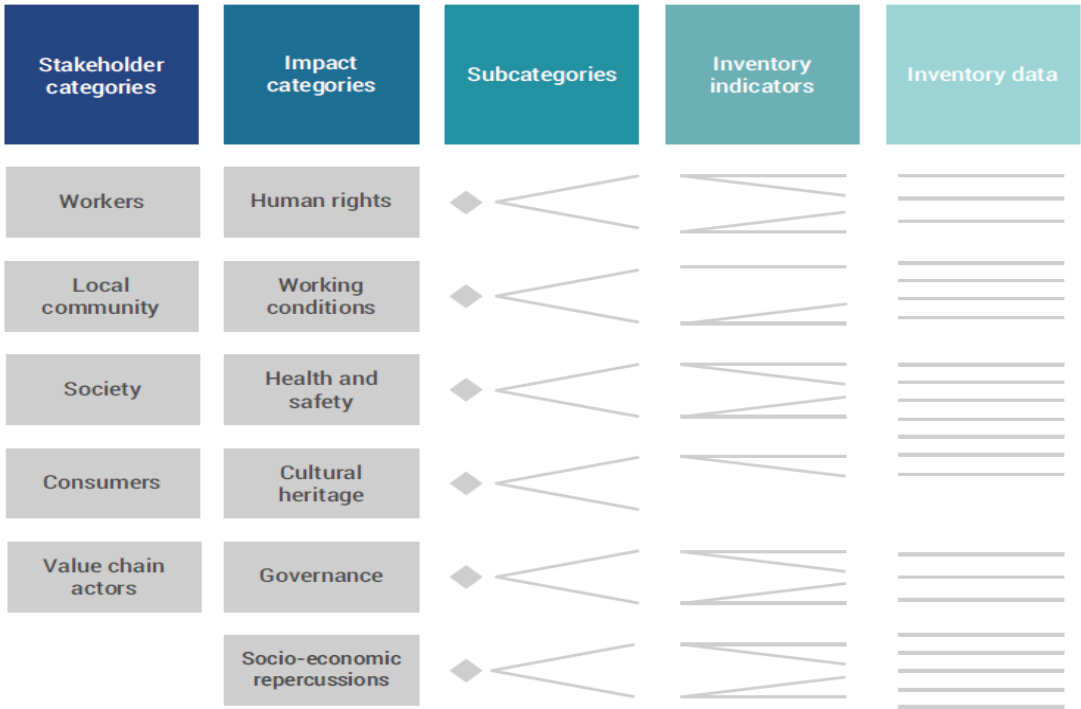 Stakeholder
categories
Impact
categories
Subcategories
Inventory
indicators
Inventory data
Workers
Human rights
Local
community
Working
conditions
Society
Health and
safety
Consumers
Cultural
heritage
Value chain
actors
Governance
Socio-economic
repercussions